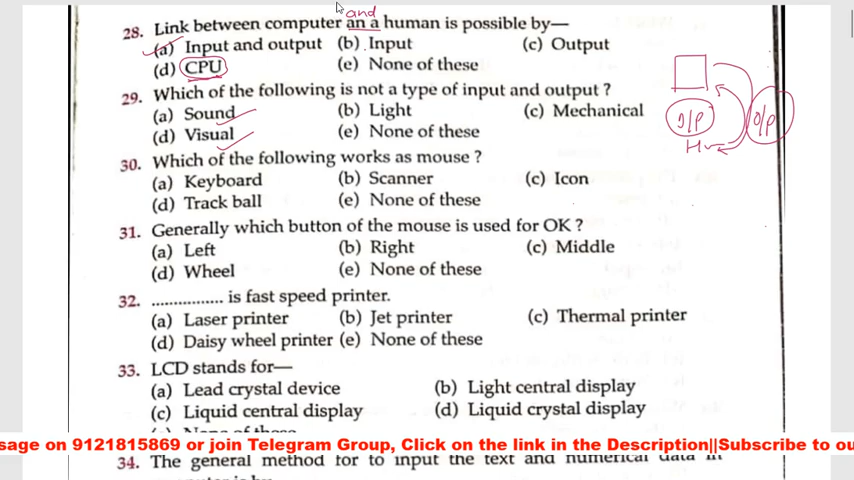 and
28. Link between computer an a human is possible by—
(a) Input and output (b) Input (c) Output
(d) CPU (e) None of these
29. Which of the following is not a type of input and output ?
(a) Sound (b) Light (c) Mechanical
(d) Visual (e) None of these
I/P O/P
30. Which of the following works as mouse ?
(a) Keyboard (b) Scanner (c) Icon
(d) Track ball (e) None of these
31. Generally which button of the mouse is used for OK ?
(a) Left (b) Right (c) Middle
(d) Wheel (e) None of these
32. ................ is fast speed printer.
(a) Laser printer (b) Jet printer (c) Thermal printer
(d) Daisy wheel printer (e) None of these
33. LCD stands for—
(a) Lead crystal device (b) Light central display
(c) Liquid central display (d) Liquid crystal display
None of these
ssage on 9121815869 or join Telegram Group, Click on the link in the Description||Subscribe to ou
34. The general method for to input the text and numerical data in